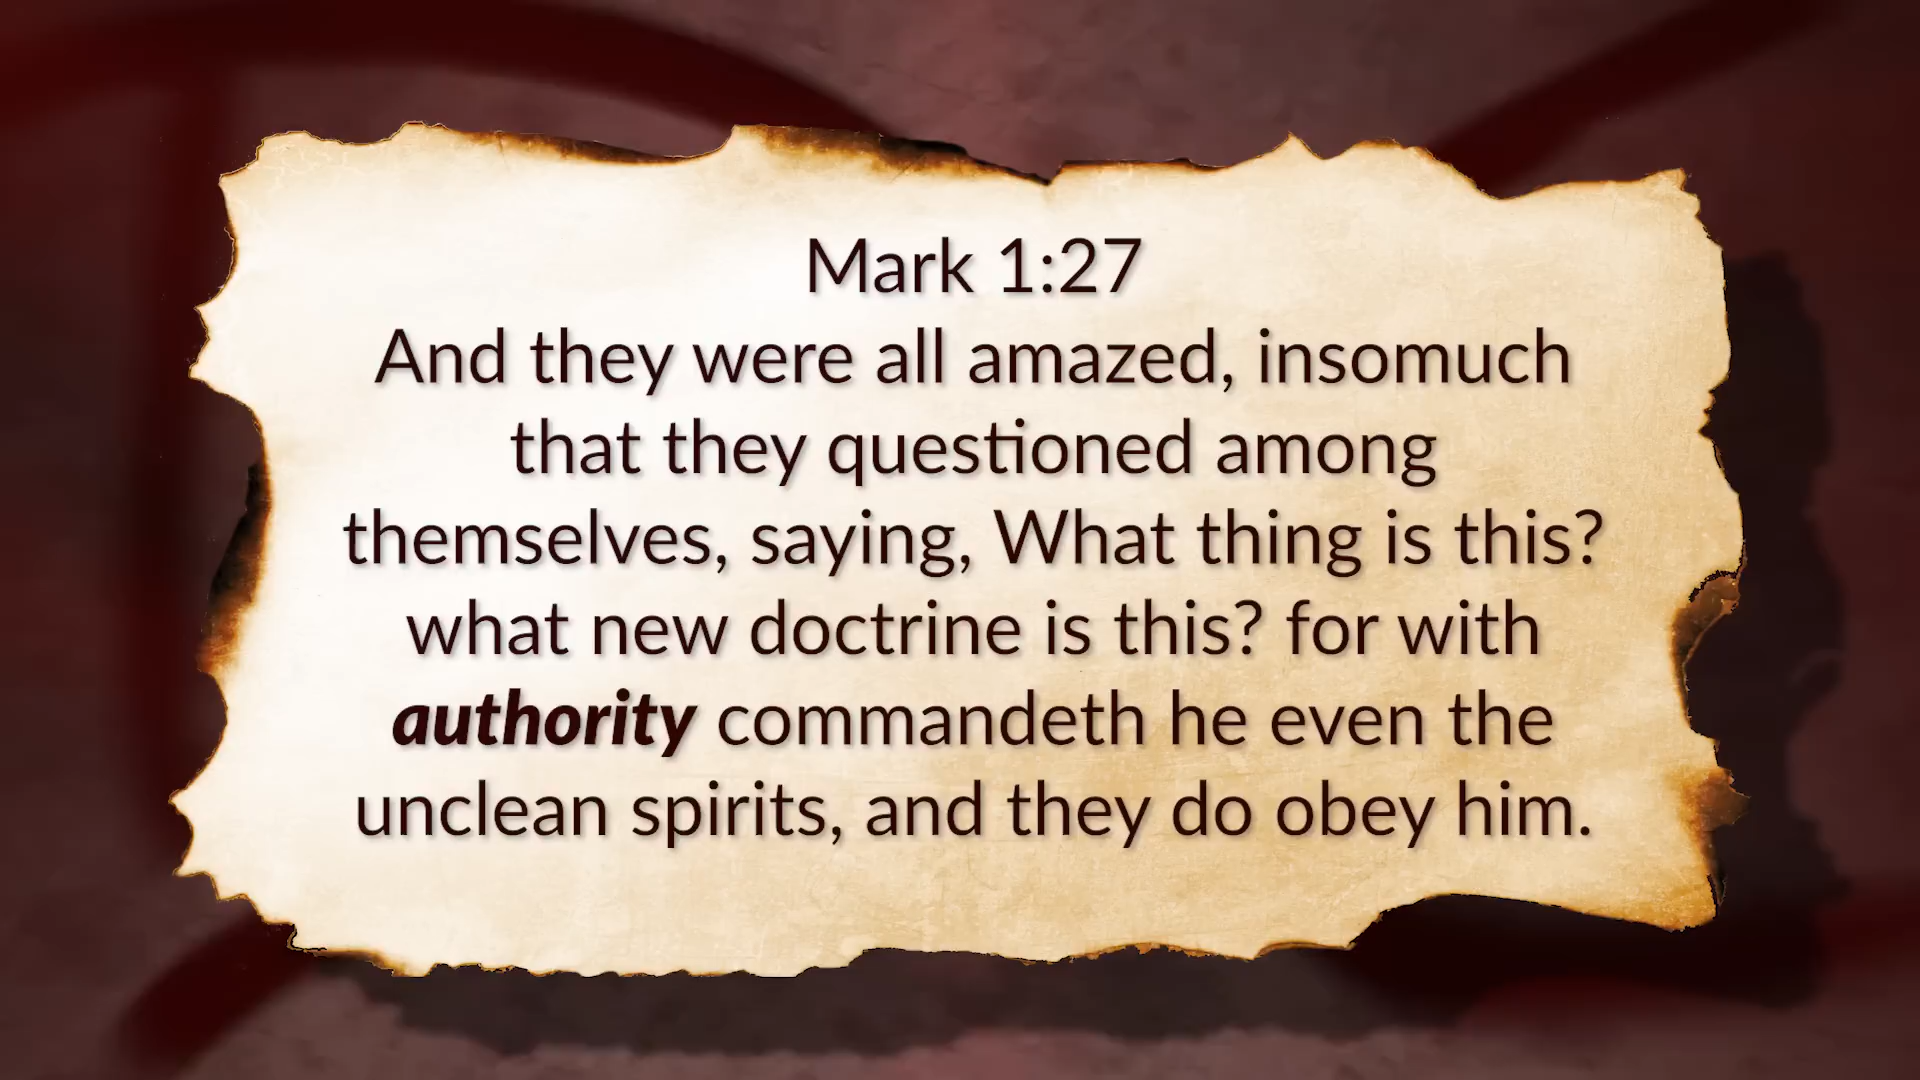 Mark 1:27
And they were all amazed, insomuch
that they questioned among
themselves, saying, What thing is this?
what new doctrine is this? for with
authority commandeth he even the
unclean spirits, and they do obey him.